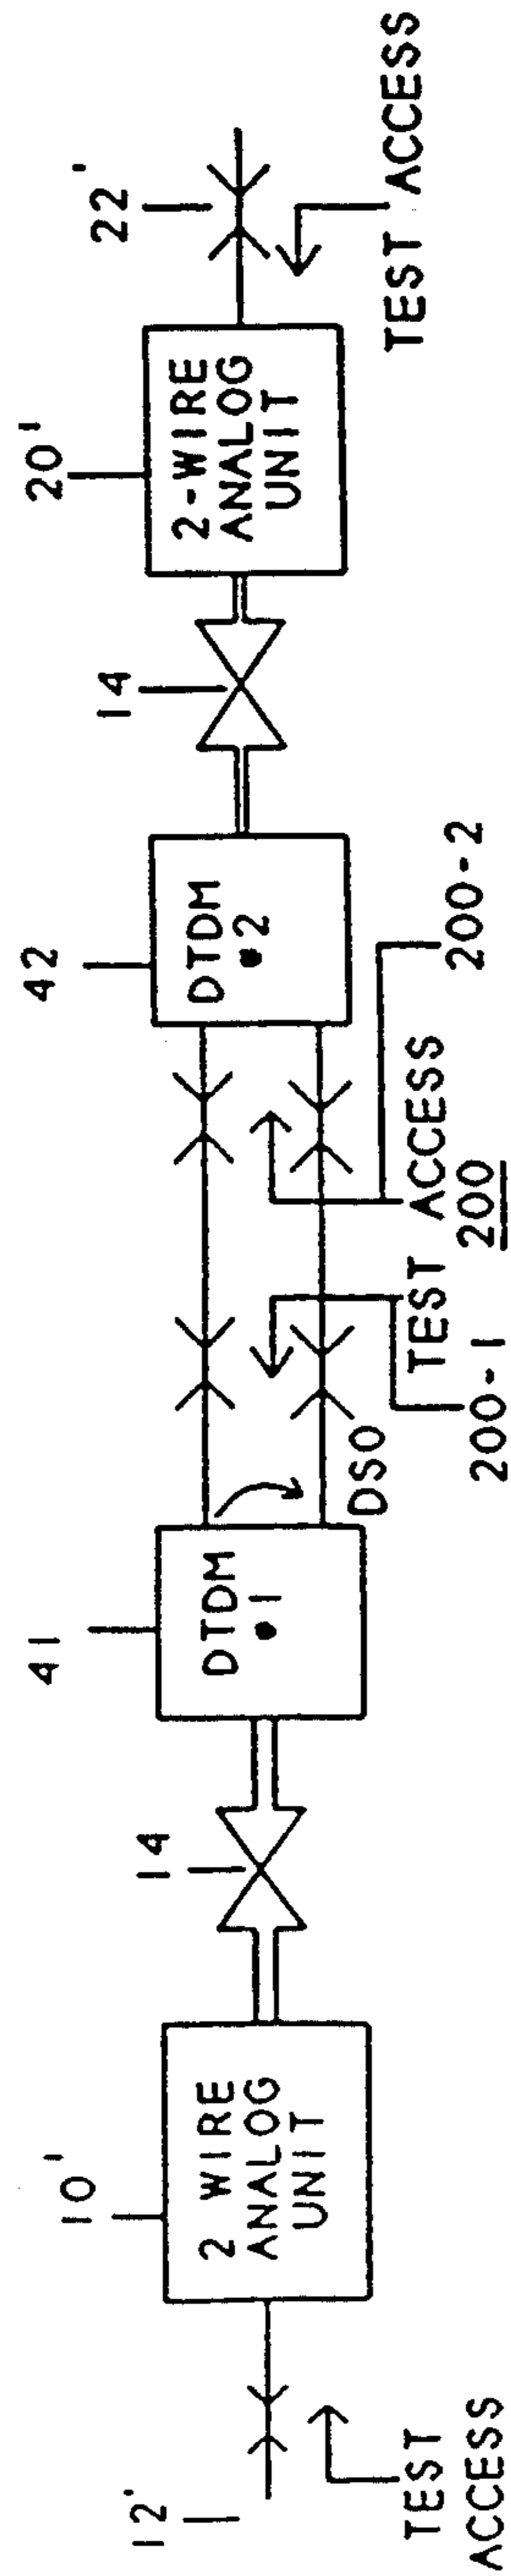 12'
TEST
ACCESS
10'
2 WIRE
ANALOG
UNIT
14
41
DTDM
#1
DSO
200-1
TEST ACCESS
200
200-2
42
DTDM
#2
14
20'
2-WIRE
ANALOG
UNIT
22'
TEST ACCESS